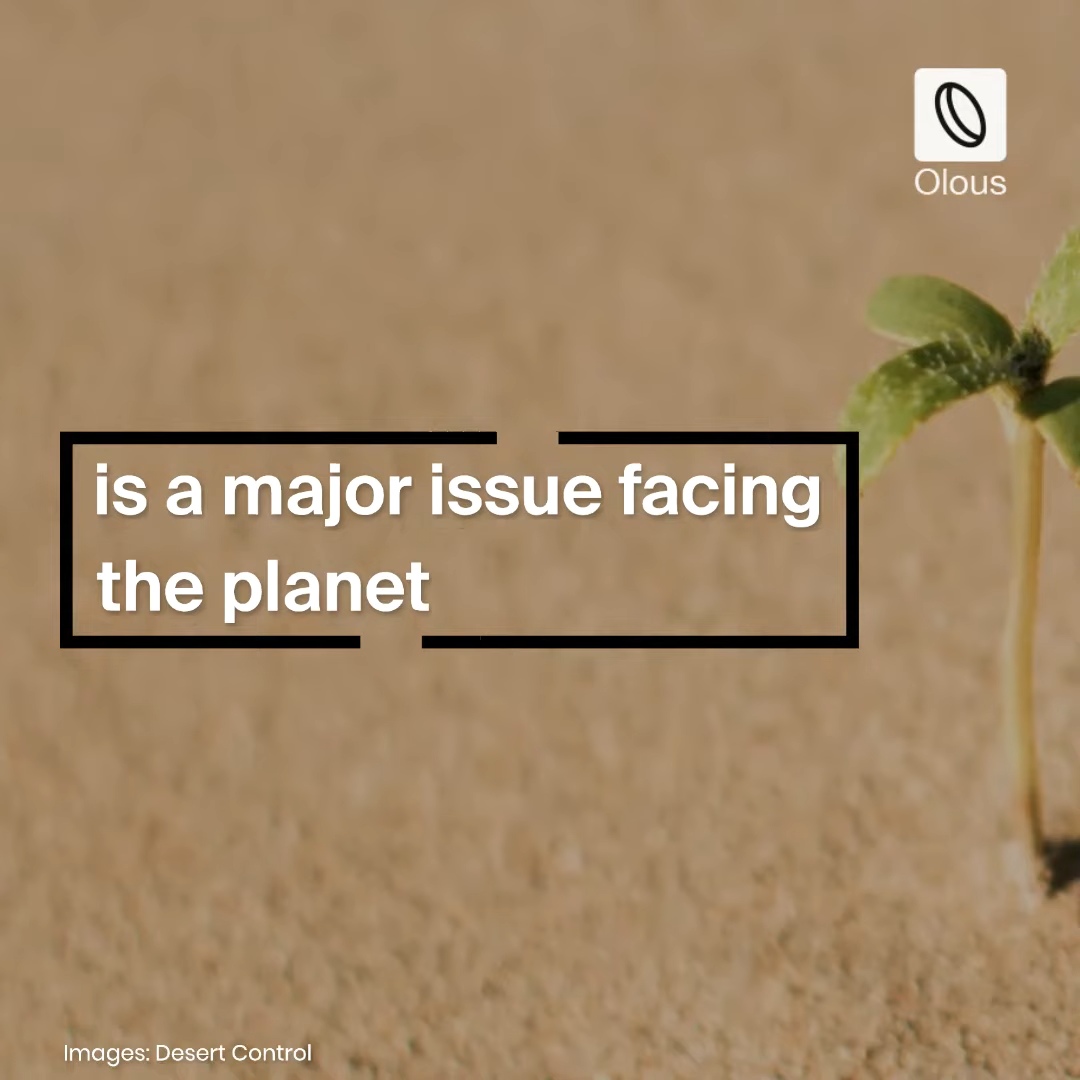 Olous
is a major issue facing
the planet
Images: Desert Control